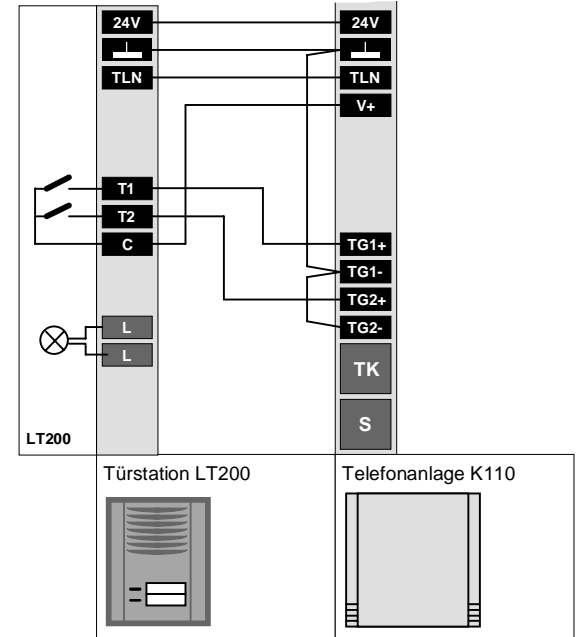 24V
TLN
T1
T2
C
L
L
LT200
24V
TLN
V+
TG1+
TG1-
TG2+
TG2-
TK
S
Türstation LT200
Telefonanlage K110